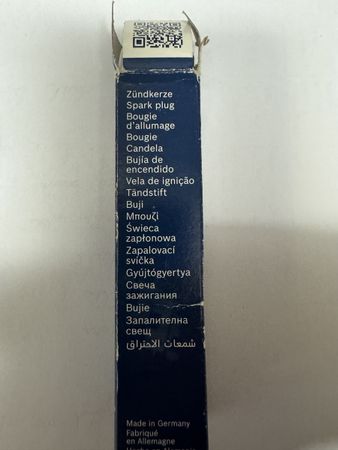 Zündkerze
Spark plug
Bougie
d'allumage
Bougie
Candela
Bujía de
encendido
Vela de ignição
Tändstift
Buji
Μπουζί
Świeca
zapłonowa
Zapalovací
svíčka
Gyújtógyertya
Свеча
зажигания
Bujie
Запалителна
свещ
شمعات الاحتراق
Made in Germany
Fabriqué
en Allemagne